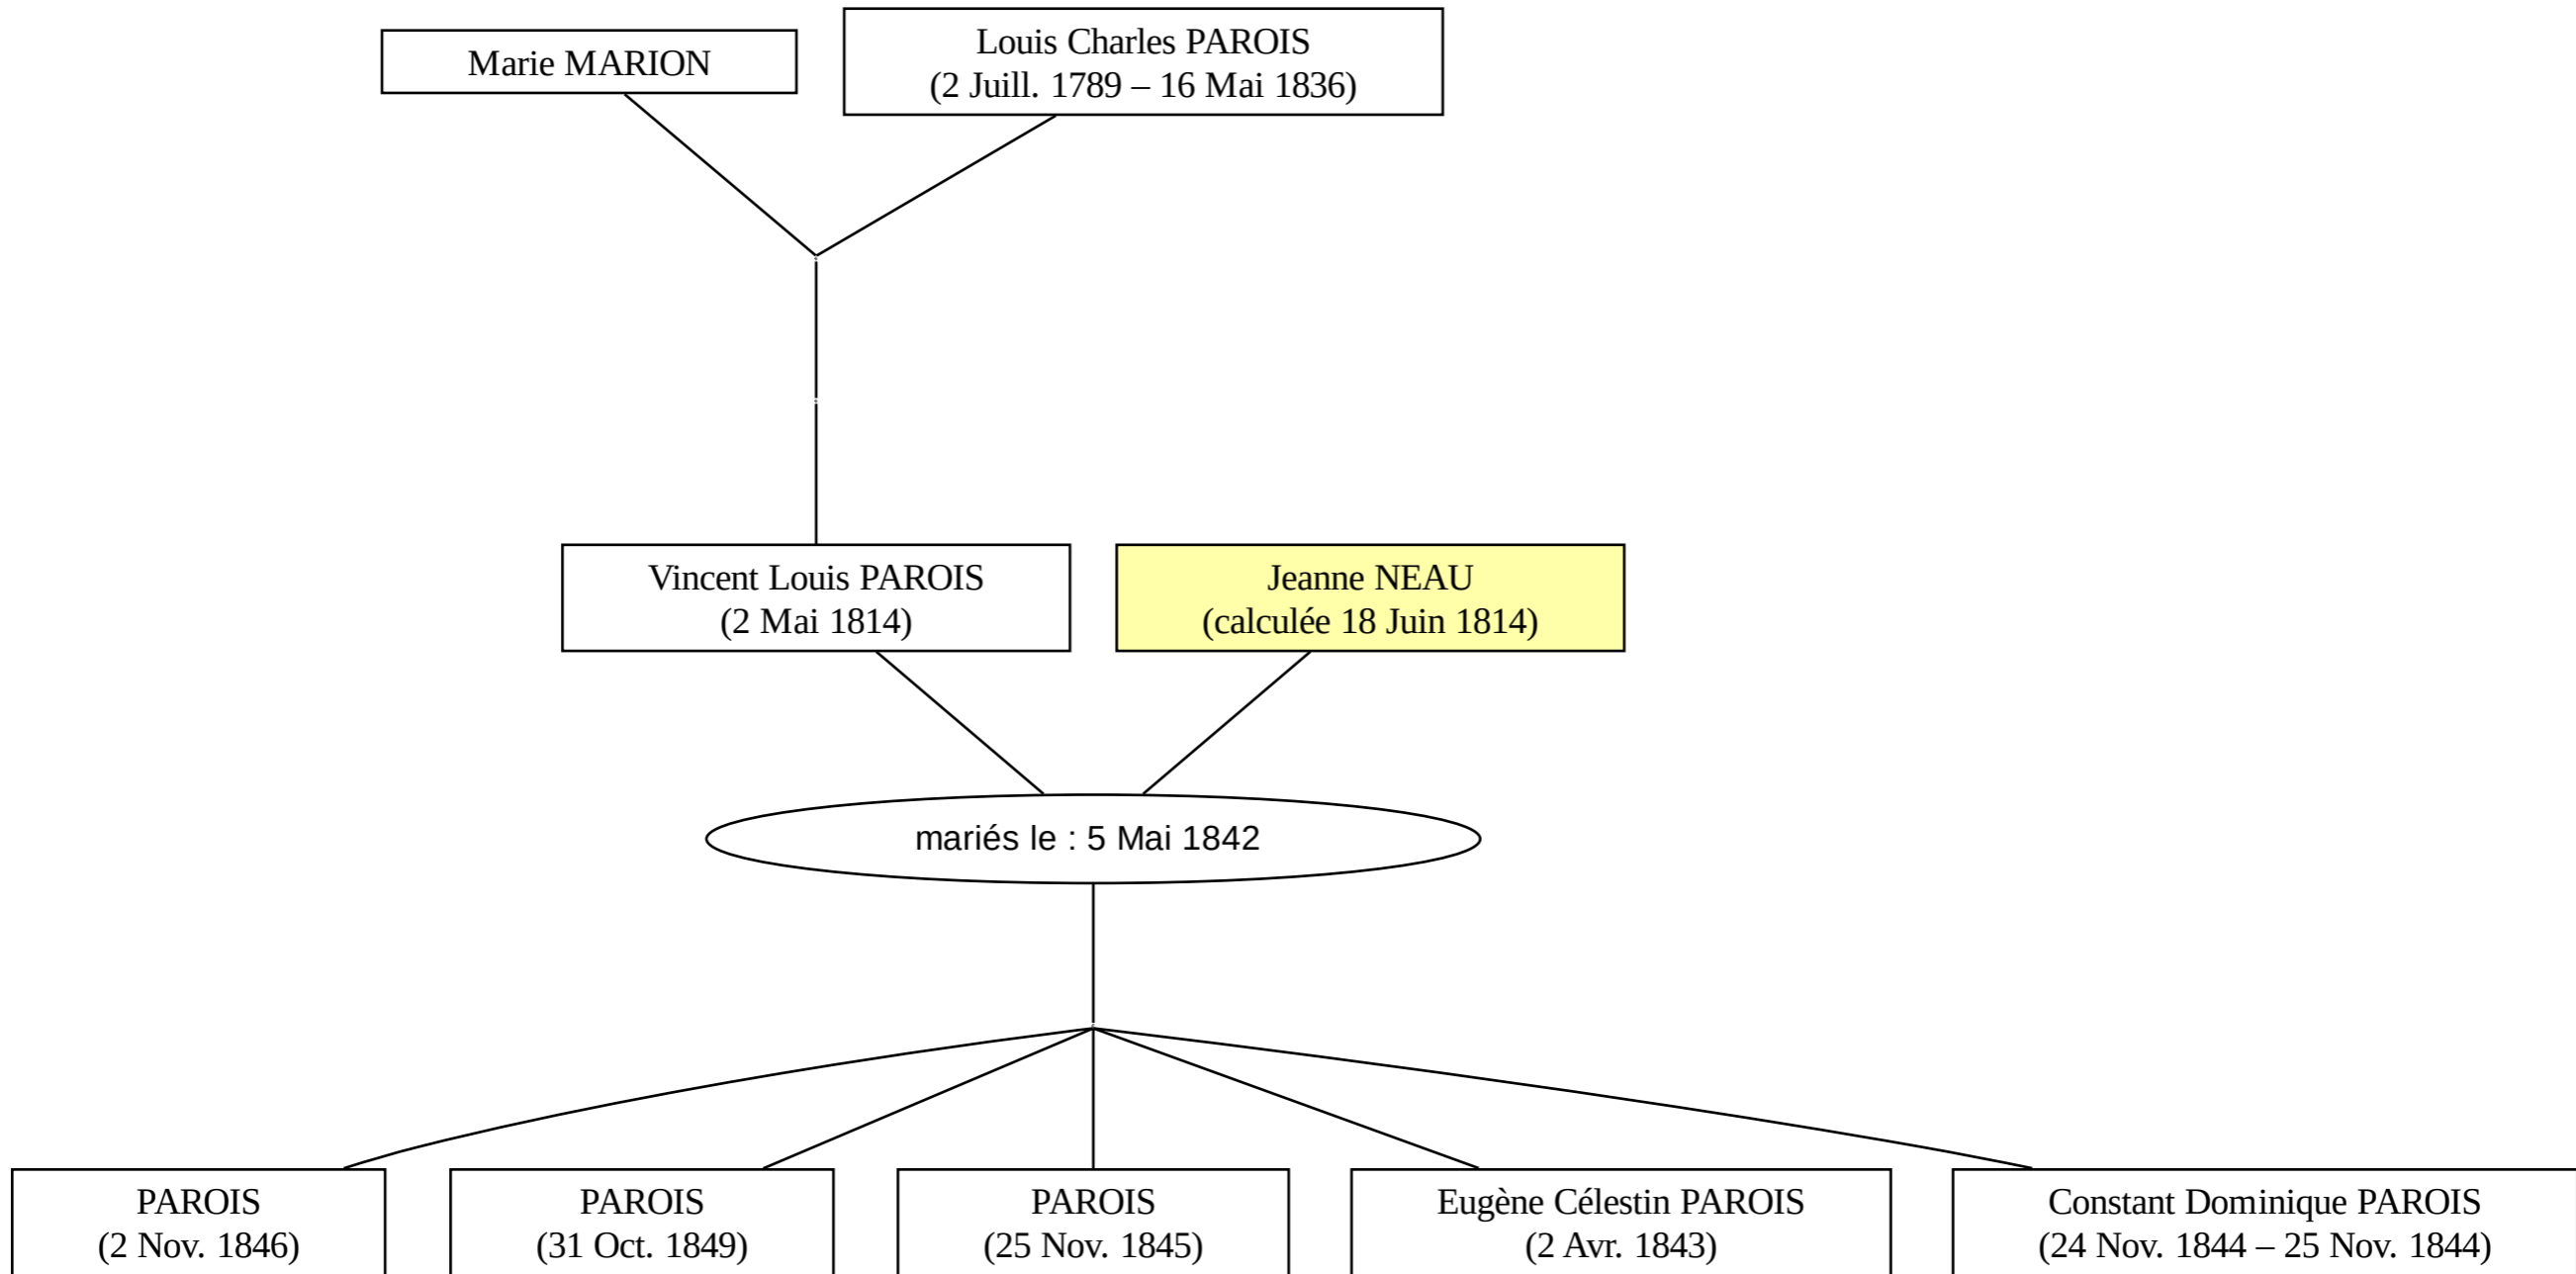 Marie MARION
Louis Charles PAROIS
(2 Juill. 1789 – 16 Mai 1836)
Vincent Louis PAROIS
(2 Mai 1814)
Jeanne NEAU
(calculée 18 Juin 1814)
mariés le : 5 Mai 1842
PAROIS
(2 Nov. 1846)
PAROIS
(31 Oct. 1849)
PAROIS
(25 Nov. 1845)
Eugène Célestin PAROIS
(2 Avr. 1843)
Constant Dominique PAROIS
(24 Nov. 1844 – 25 Nov. 1844)